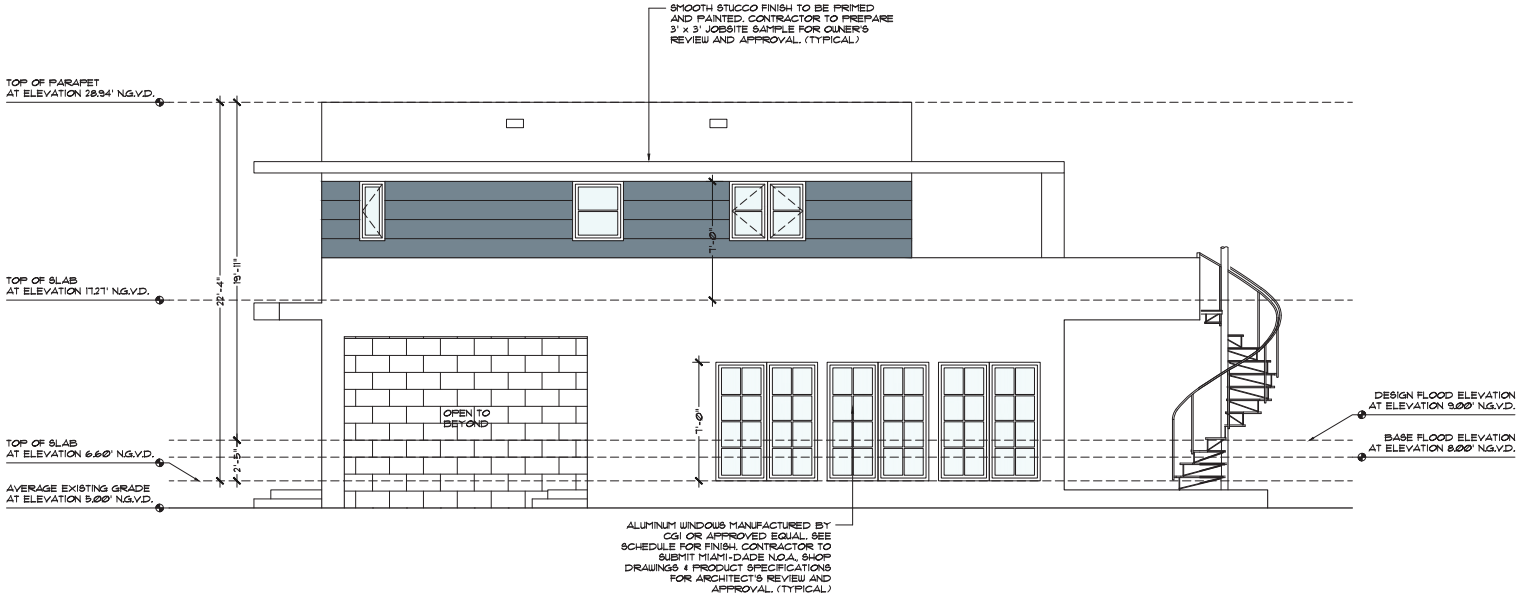 SMOOTH STUCCO FINISH TO BE PRIMED
AND PAINTED. CONTRACTOR TO PREPARE
3' x 3' JOBSITE SAMPLE FOR OWNER'S
REVIEW AND APPROVAL. (TYPICAL)
TOP OF PARAPET
AT ELEVATION 28.94' N.G.V.D.
7'-0"
19'-11"
22'-4"
TOP OF SLAB
AT ELEVATION 17.27' N.G.V.D.
OPEN TO
BEYOND
7'-0"
DESIGN FLOOD ELEVATION
AT ELEVATION 9.00' N.G.V.D.
TOP OF SLAB
AT ELEVATION 6.60' N.G.V.D.
2'-5"
BASE FLOOD ELEVATION
AT ELEVATION 8.00' N.G.V.D.
AVERAGE EXISTING GRADE
AT ELEVATION 5.00' N.G.V.D.
ALUMINUM WINDOWS MANUFACTURED BY
CGI OR APPROVED EQUAL. SEE
SCHEDULE FOR FINISH. CONTRACTOR TO
SUBMIT MIAMI-DADE N.O.A., SHOP
DRAWINGS & PRODUCT SPECIFICATIONS
FOR ARCHITECT'S REVIEW AND
APPROVAL. (TYPICAL)